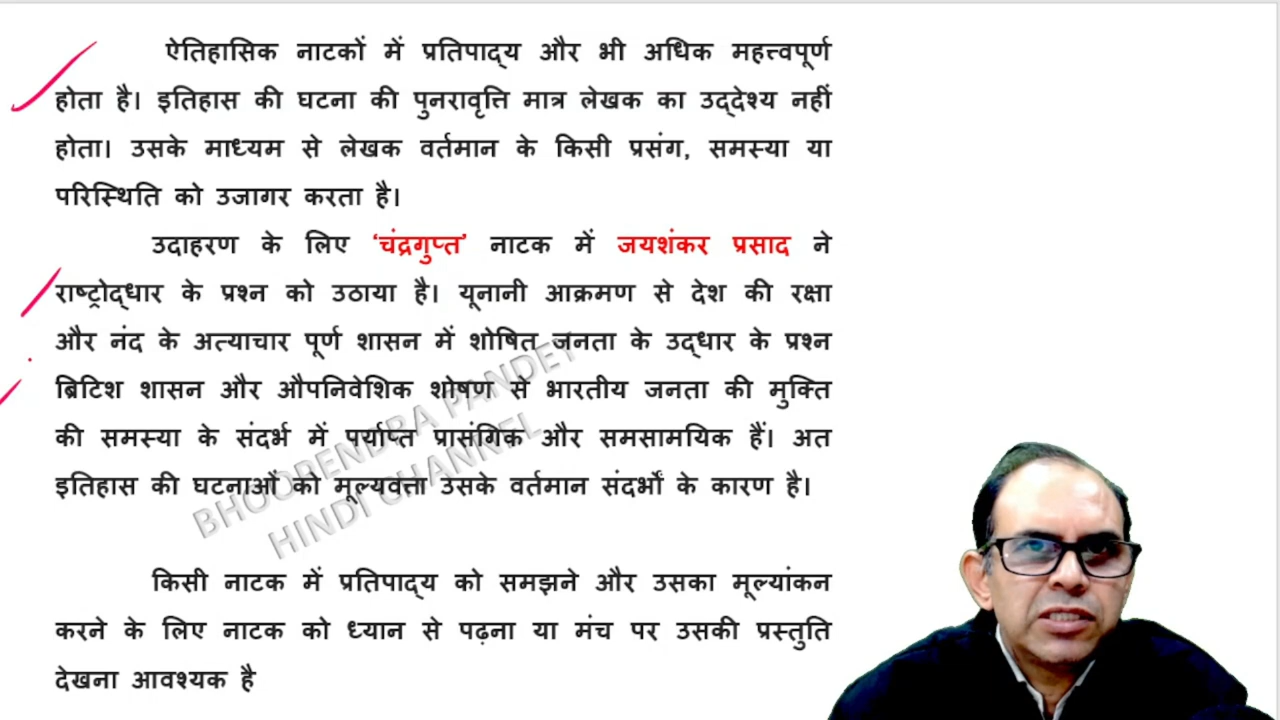 ऐतिहासिक नाटकों में प्रतिपाद्य और भी अधिक महत्त्वपूर्ण
होता है। इतिहास की घटना की पुनरावृत्ति मात्र लेखक का उद्देश्य नहीं
होता। उसके माध्यम से लेखक वर्तमान के किसी प्रसंग, समस्या या
परिस्थिति को उजागर करता है।
उदाहरण के लिए ‘चंद्रगुप्त’ नाटक में जयशंकर प्रसाद ने
राष्ट्रोद्धार के प्रश्न को उठाया है। यूनानी आक्रमण से देश की रक्षा
और नंद के अत्याचार पूर्ण शासन में शोषित जनता के उद्धार के प्रश्न
ब्रिटिश शासन और औपनिवेशिक शोषण से भारतीय जनता की मुक्ति
की समस्या के संदर्भ में पर्याप्त प्रासंगिक और समसामयिक हैं। अत
इतिहास की घटनाओं को मूल्यवत्ता उसके वर्तमान संदर्भों के कारण है।
BHOOPENDRA PANDEY
HINDI CHANNEL
किसी नाटक में प्रतिपाद्य को समझने और उसका मूल्यांकन
करने के लिए नाटक को ध्यान से पढ़ना या मंच पर उसकी प्रस्तुति
देखना आवश्यक है